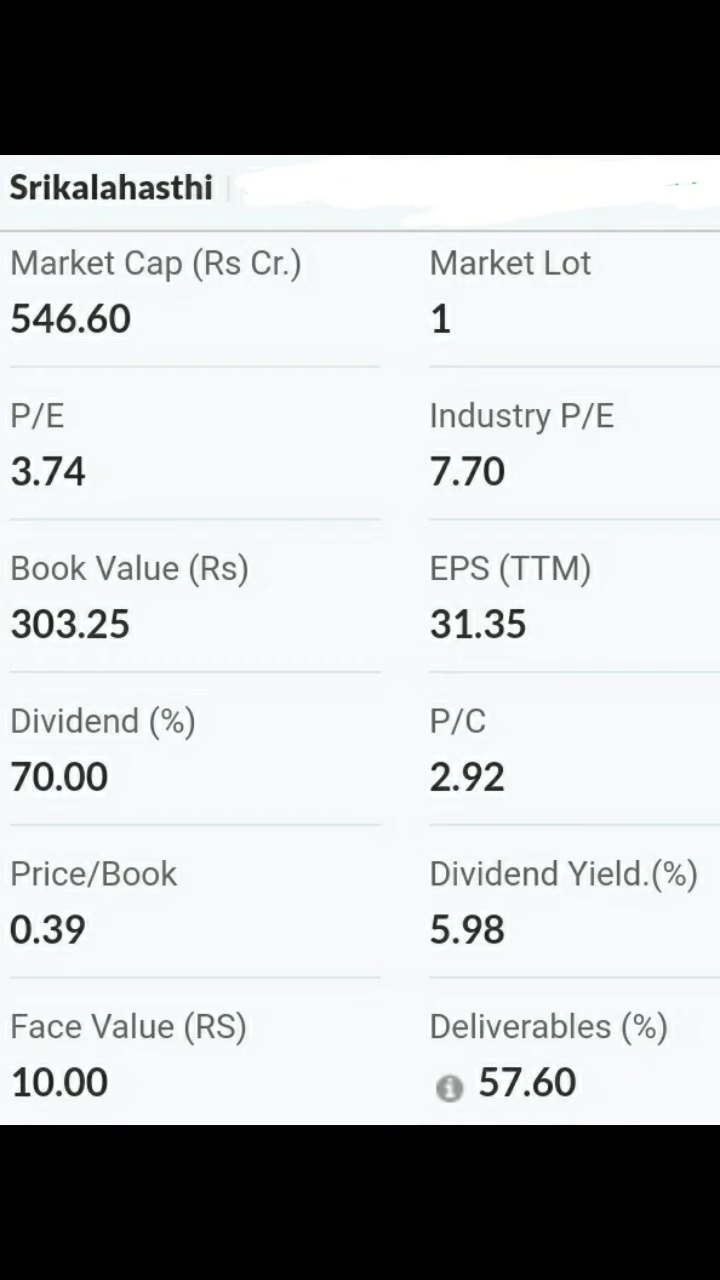 Srikalahasthi
Market Cap (Rs Cr.) Market Lot
546.60 1
P/E Industry P/E
3.74 7.70
Book Value (Rs) EPS (TTM)
303.25 31.35
Dividend (%) P/C
70.00 2.92
Price/Book Dividend Yield.(%)
0.39 5.98
Face Value (RS) Deliverables (%)
10.00 57.60